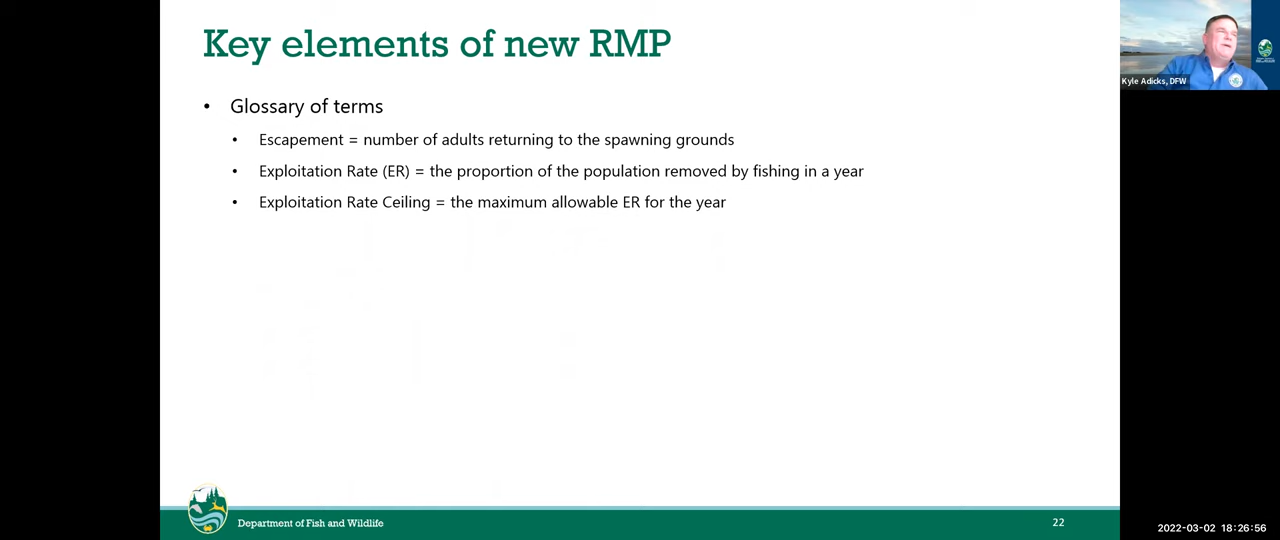 Key elements of new RMP
• Glossary of terms
• Escapement = number of adults returning to the spawning grounds
• Exploitation Rate (ER) = the proportion of the population removed by fishing in a year
• Exploitation Rate Ceiling = the maximum allowable ER for the year
Kyle Adicks, DFW
Department of Fish and Wildlife
22
2022-03-02 18:26:56